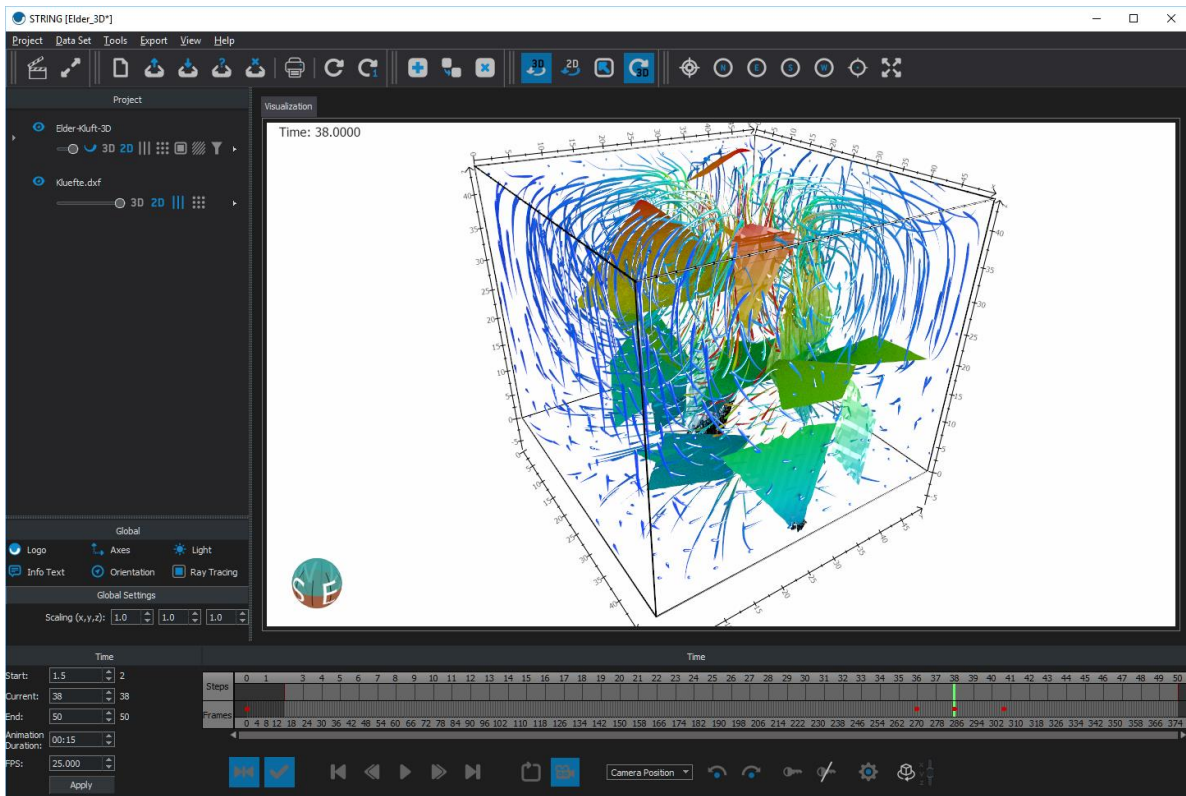 STRING [Elder_3D*]
Project Data Set Tools Export View Help
1 3D 2D 3D N E S W
Project
Elder-Kluft-3D
3D 2D
Kluefte.dxf
3D 2D
Visualization
Time: 38.0000
S E
Global
Logo Axes Light
Info Text Orientation Ray Tracing
Global Settings
Scaling (x,y,z): 1.0 1.0 1.0
Time Time
Start: 1.5 2
Current: 38 38
End: 50 50
Animation Duration: 00:15
FPS: 25.000
Apply
Steps 0 1 3 4 5 6 7 8 9 10 11 12 13 14 15 16 17 18 19 20 21 22 23 24 25 26 27 28 29 30 31 32 33 34 35 36 37 38 39 40 41 42 43 44 45 46 47 48 49 50
Frames 0 4 8 12 18 24 30 36 42 48 54 60 66 72 78 84 90 96 102 110 118 126 134 142 150 158 166 174 182 190 198 206 214 222 230 238 246 254 262 270 278 286 294 302 310 318 326 334 342 350 358 366 374
Camera Position